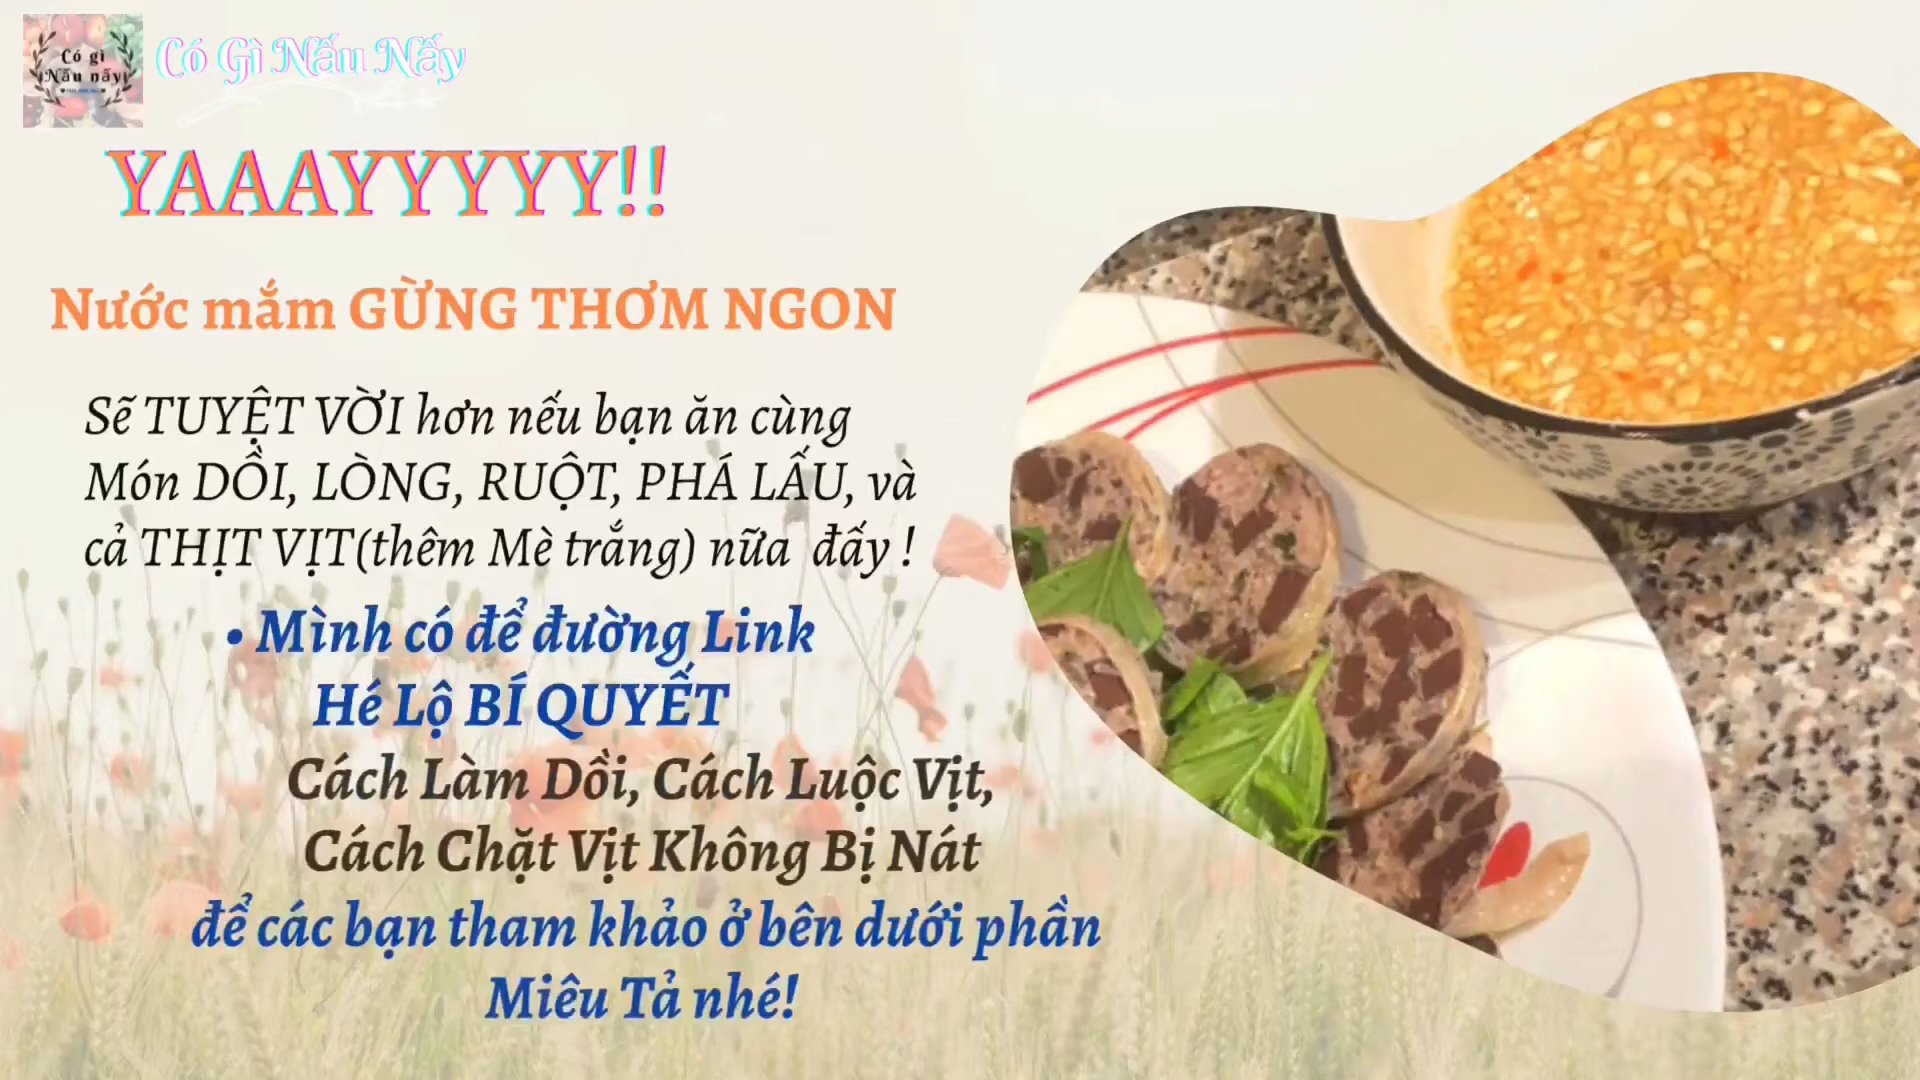 Có gì
Nấu nấy
Có Gì Nấu Nấy
YAAAYYYYY!!
Nước mắm GỪNG THƠM NGON
Sẽ TUYỆT VỜI hơn nếu bạn ăn cùng
Món DỒI, LÒNG, RUỘT, PHÁ LẤU, và
cả THỊT VỊT(thêm Mè trắng) nữa đấy !
• Mình có để đường Link
Hé Lộ BÍ QUYẾT
Cách Làm Dồi, Cách Luộc Vịt,
Cách Chặt Vịt Không Bị Nát
để các bạn tham khảo ở bên dưới phần
Miêu Tả nhé!